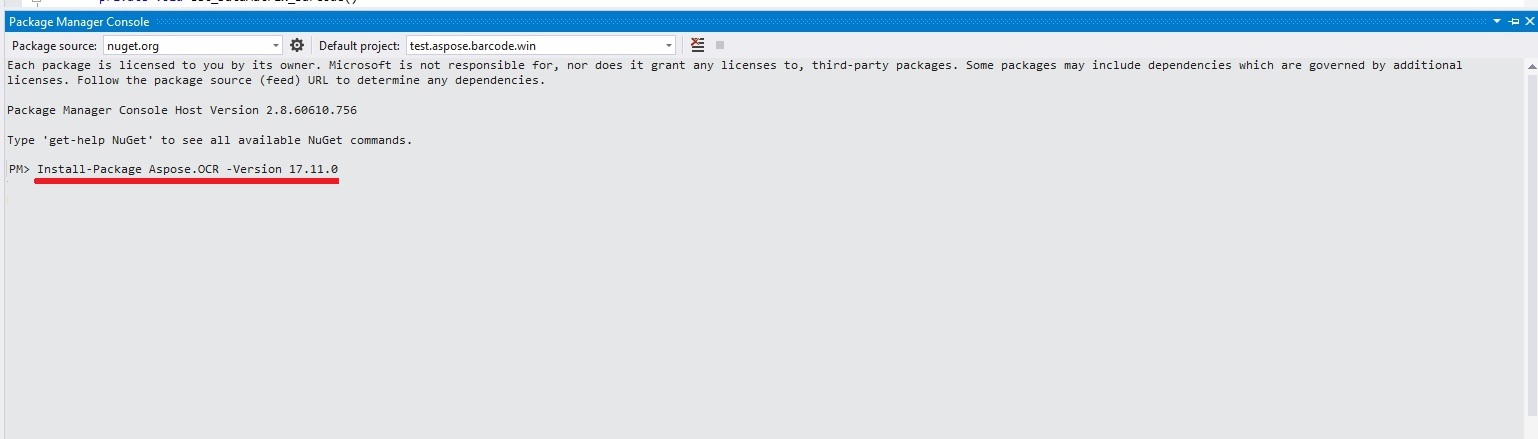 Package Manager Console
Package source: nuget.org Default project: test.aspose.barcode.win
Each package is licensed to you by its owner. Microsoft is not responsible for, nor does it grant any licenses to, third-party packages. Some packages may include dependencies which are governed by additional
licenses. Follow the package source (feed) URL to determine any dependencies.
Package Manager Console Host Version 2.8.60610.756
Type 'get-help NuGet' to see all available NuGet commands.
PM> Install-Package Aspose.OCR -Version 17.11.0